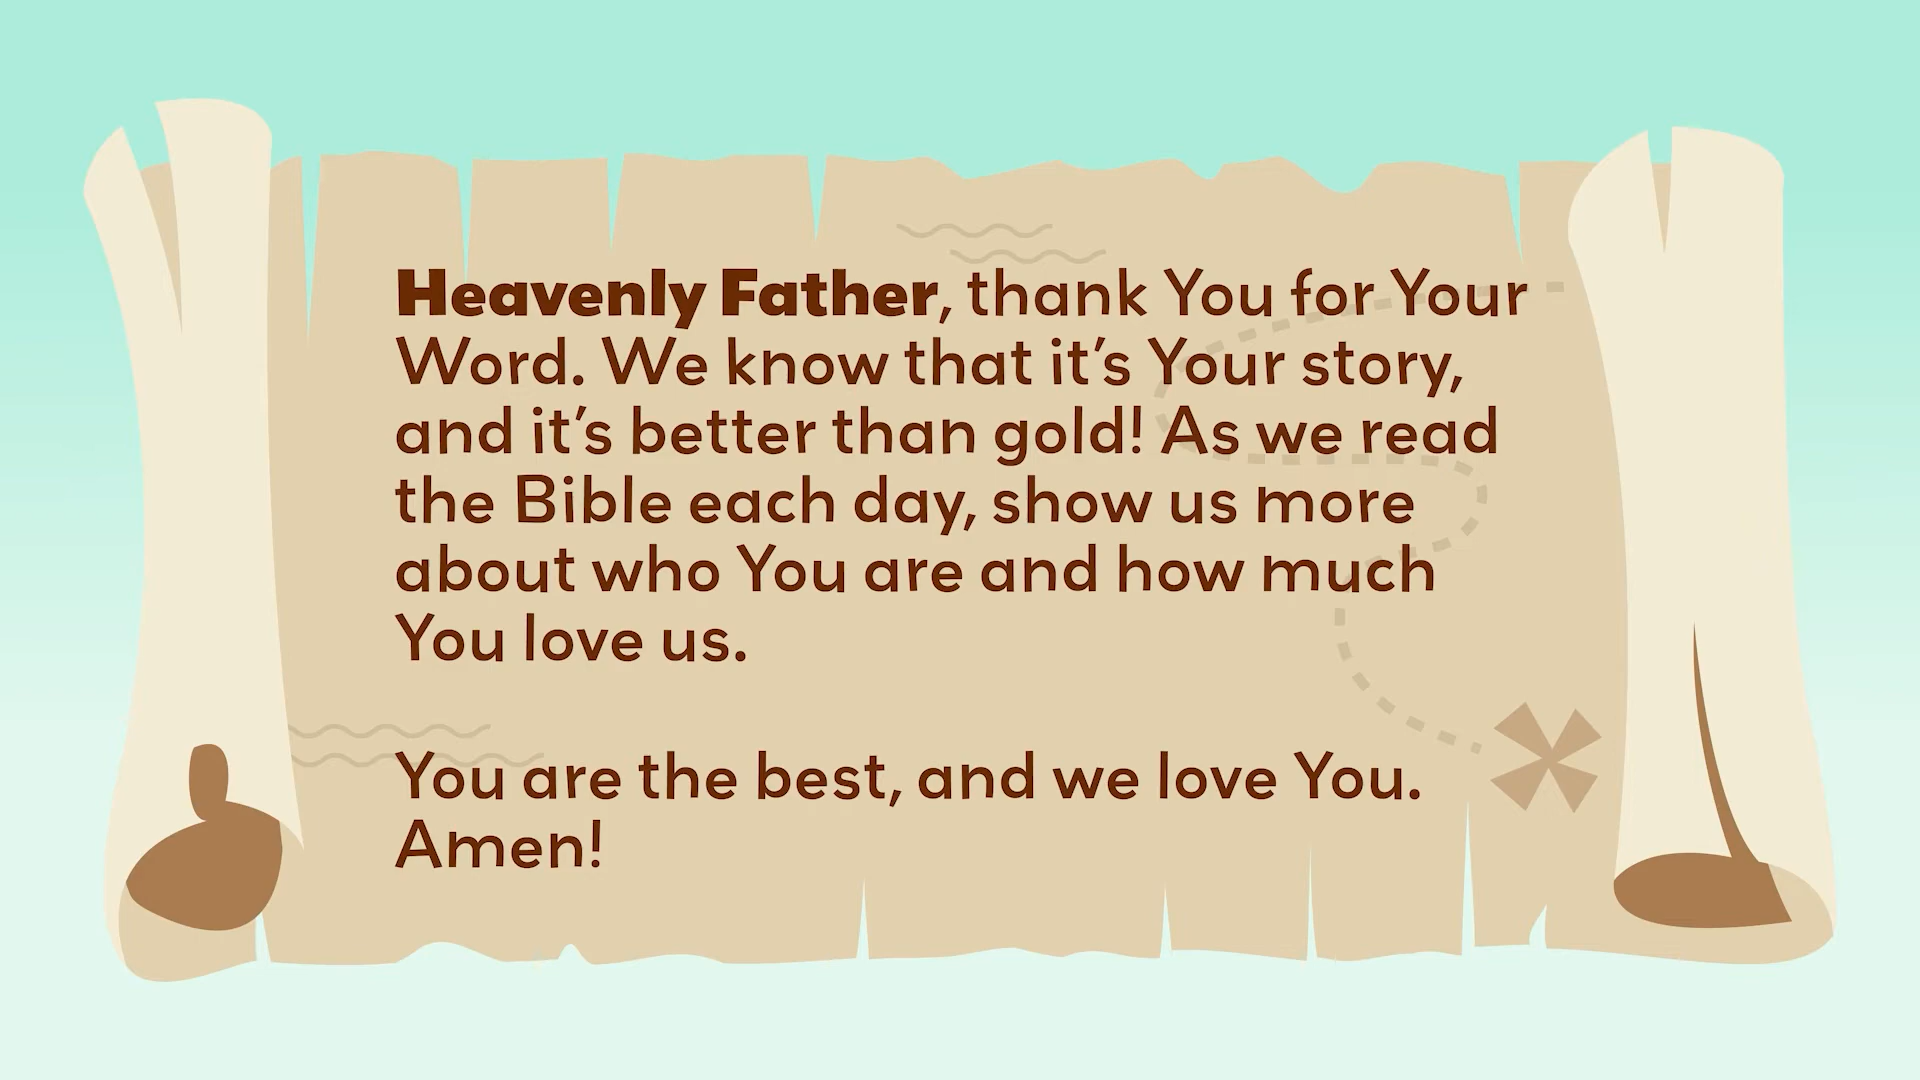 Heavenly Father, thank You for Your
Word. We know that it’s Your story,
and it’s better than gold! As we read
the Bible each day, show us more
about who You are and how much
You love us.
You are the best, and we love You.
Amen!